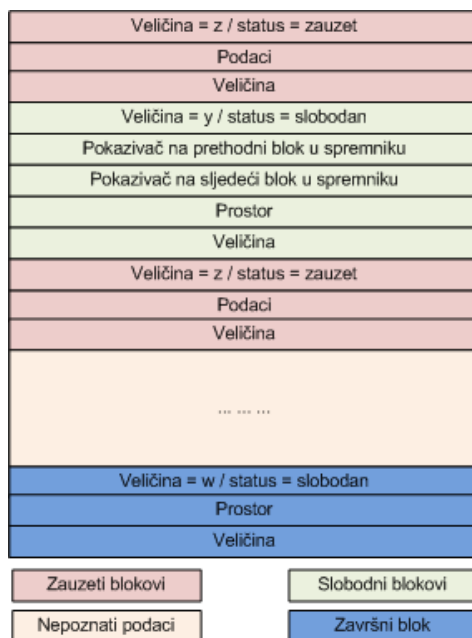 Veličina = z / status = zauzet
Podaci
Veličina
Veličina = y / status = slobodan
Pokazivač na prethodni blok u spremniku
Pokazivač na sljedeći blok u spremniku
Prostor
Veličina
Veličina = z / status = zauzet
Podaci
Veličina
... ... ...
Veličina = w / status = slobodan
Prostor
Veličina
Zauzeti blokovi
Slobodni blokovi
Nepoznati podaci
Završni blok